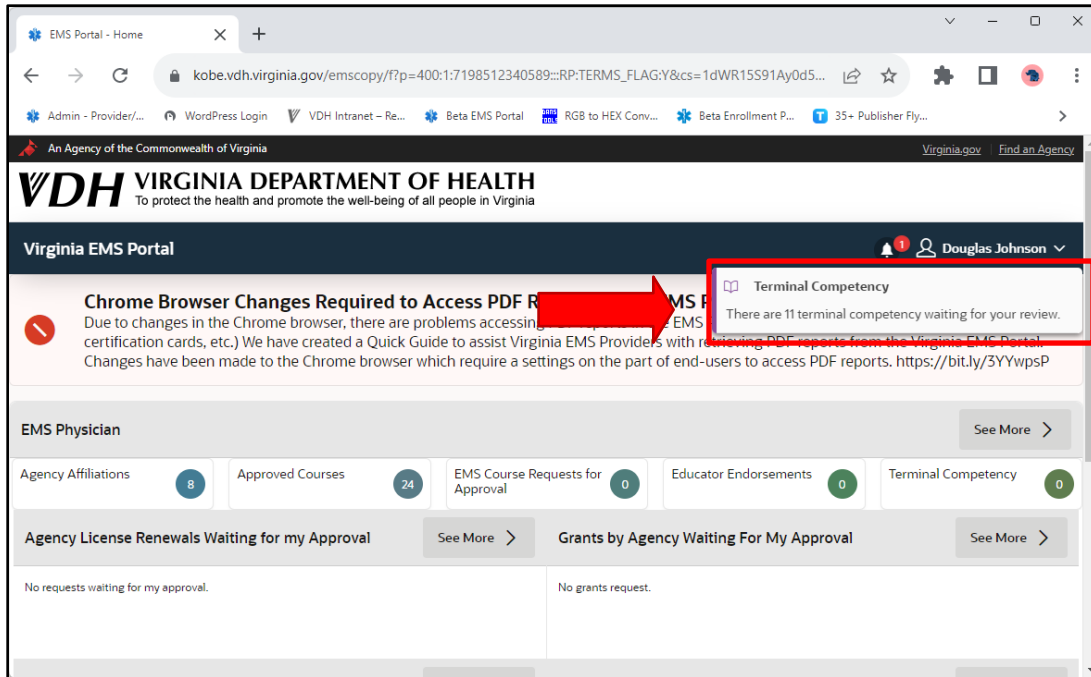 EMS Portal - Home
kobe.vdh.virginia.gov/emscopy/f?p=400:1:7198512340589:::RP:TERMS_FLAG:Y&cs=1dWR15S91Ay0d5...
Admin - Provider/... WordPress Login VDH Intranet – Re... Beta EMS Portal RGB to HEX Conv... Beta Enrollment P... 35+ Publisher Fly...
An Agency of the Commonwealth of Virginia Virginia.gov Find an Agency
VDH VIRGINIA DEPARTMENT OF HEALTH
To protect the health and promote the well-being of all people in Virginia
Virginia EMS Portal 1 Douglas Johnson
Terminal Competency
There are 11 terminal competency waiting for your review.
Chrome Browser Changes Required to Access PDF
Due to changes in the Chrome browser, there are problems accessing EMS
certification cards, etc.) We have created a Quick Guide to assist Virginia EMS Providers with retrieving PDF reports from the Virginia EMS Portal.
Changes have been made to the Chrome browser which require a settings on the part of end-users to access PDF reports. https://bit.ly/3YYwpsP
EMS Physician See More
Agency Affiliations 8 Approved Courses 24 EMS Course Requests for Approval 0 Educator Endorsements 0 Terminal Competency 0
Agency License Renewals Waiting for my Approval See More Grants by Agency Waiting For My Approval See More
No requests waiting for my approval. No grants request.